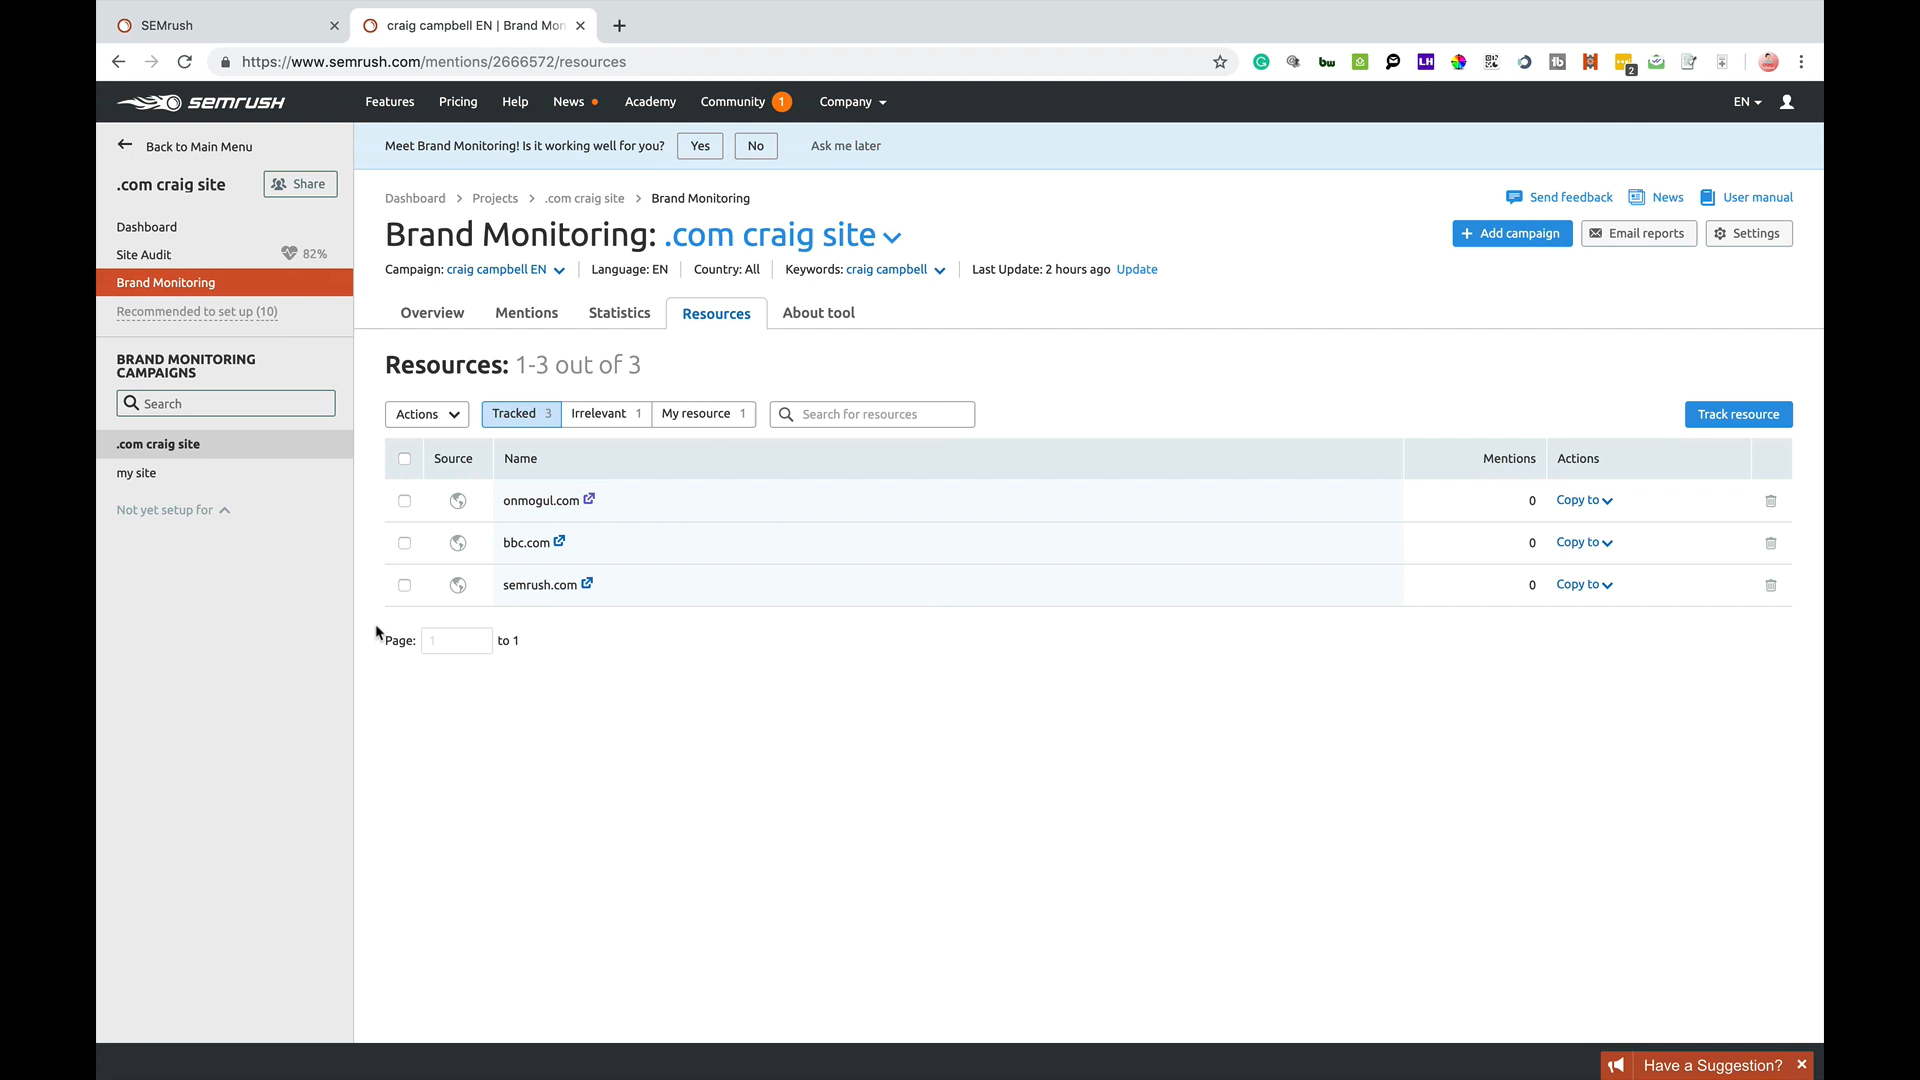 SEMrush
craig campbell EN | Brand Mon
https://www.semrush.com/mentions/2666572/resources
bw
LH
tb
2
SEMRUSH
Features
Pricing
Help
News
Academy
Community 1
Company
EN
Back to Main Menu
.com craig site
Share
Dashboard
Site Audit 82%
Brand Monitoring
Recommended to set up (10)
BRAND MONITORING
CAMPAIGNS
Search
.com craig site
my site
Not yet setup for
Meet Brand Monitoring! Is it working well for you? Yes No Ask me later
Dashboard > Projects > .com craig site > Brand Monitoring
Send feedback News User manual
Brand Monitoring: .com craig site
+ Add campaign Email reports Settings
Campaign: craig campbell EN Language: EN Country: All Keywords: craig campbell Last Update: 2 hours ago Update
Overview Mentions Statistics Resources About tool
Resources: 1-3 out of 3
Actions Tracked 3 Irrelevant 1 My resource 1 Search for resources Track resource
Source Name Mentions Actions
onmogul.com 0 Copy to
bbc.com 0 Copy to
semrush.com 0 Copy to
Page: 1 to 1
Have a Suggestion?